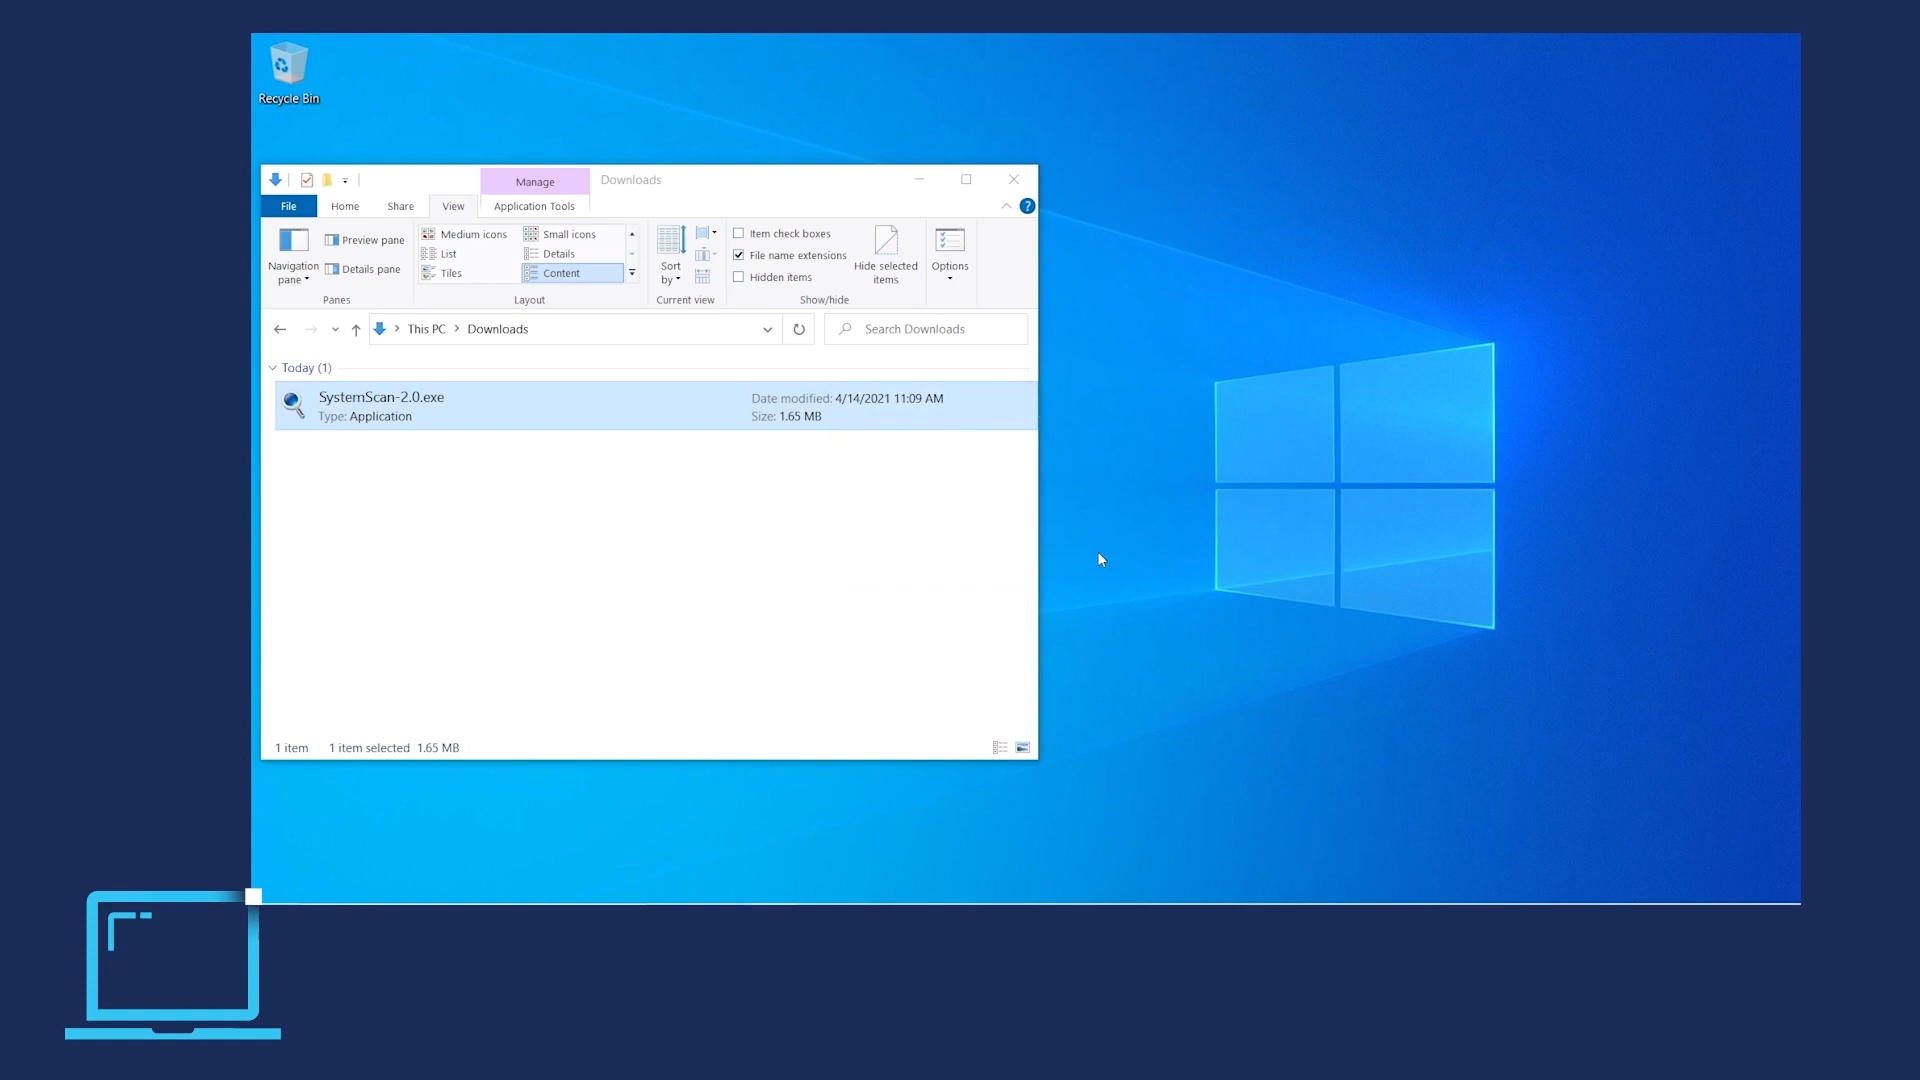 Recycle Bin
Manage
Downloads
File
Home
Share
View
Application Tools
Navigation
pane
Preview pane
Details pane
Panes
Medium icons
Small icons
List
Details
Tiles
Content
Layout
Sort
by
Current view
Item check boxes
File name extensions
Hidden items
Hide selected
items
Show/hide
Options
This PC
Downloads
Search Downloads
Today (1)
SystemScan-2.0.exe
Type: Application
Date modified: 4/14/2021 11:09 AM
Size: 1.65 MB
1 item
1 item selected 1.65 MB